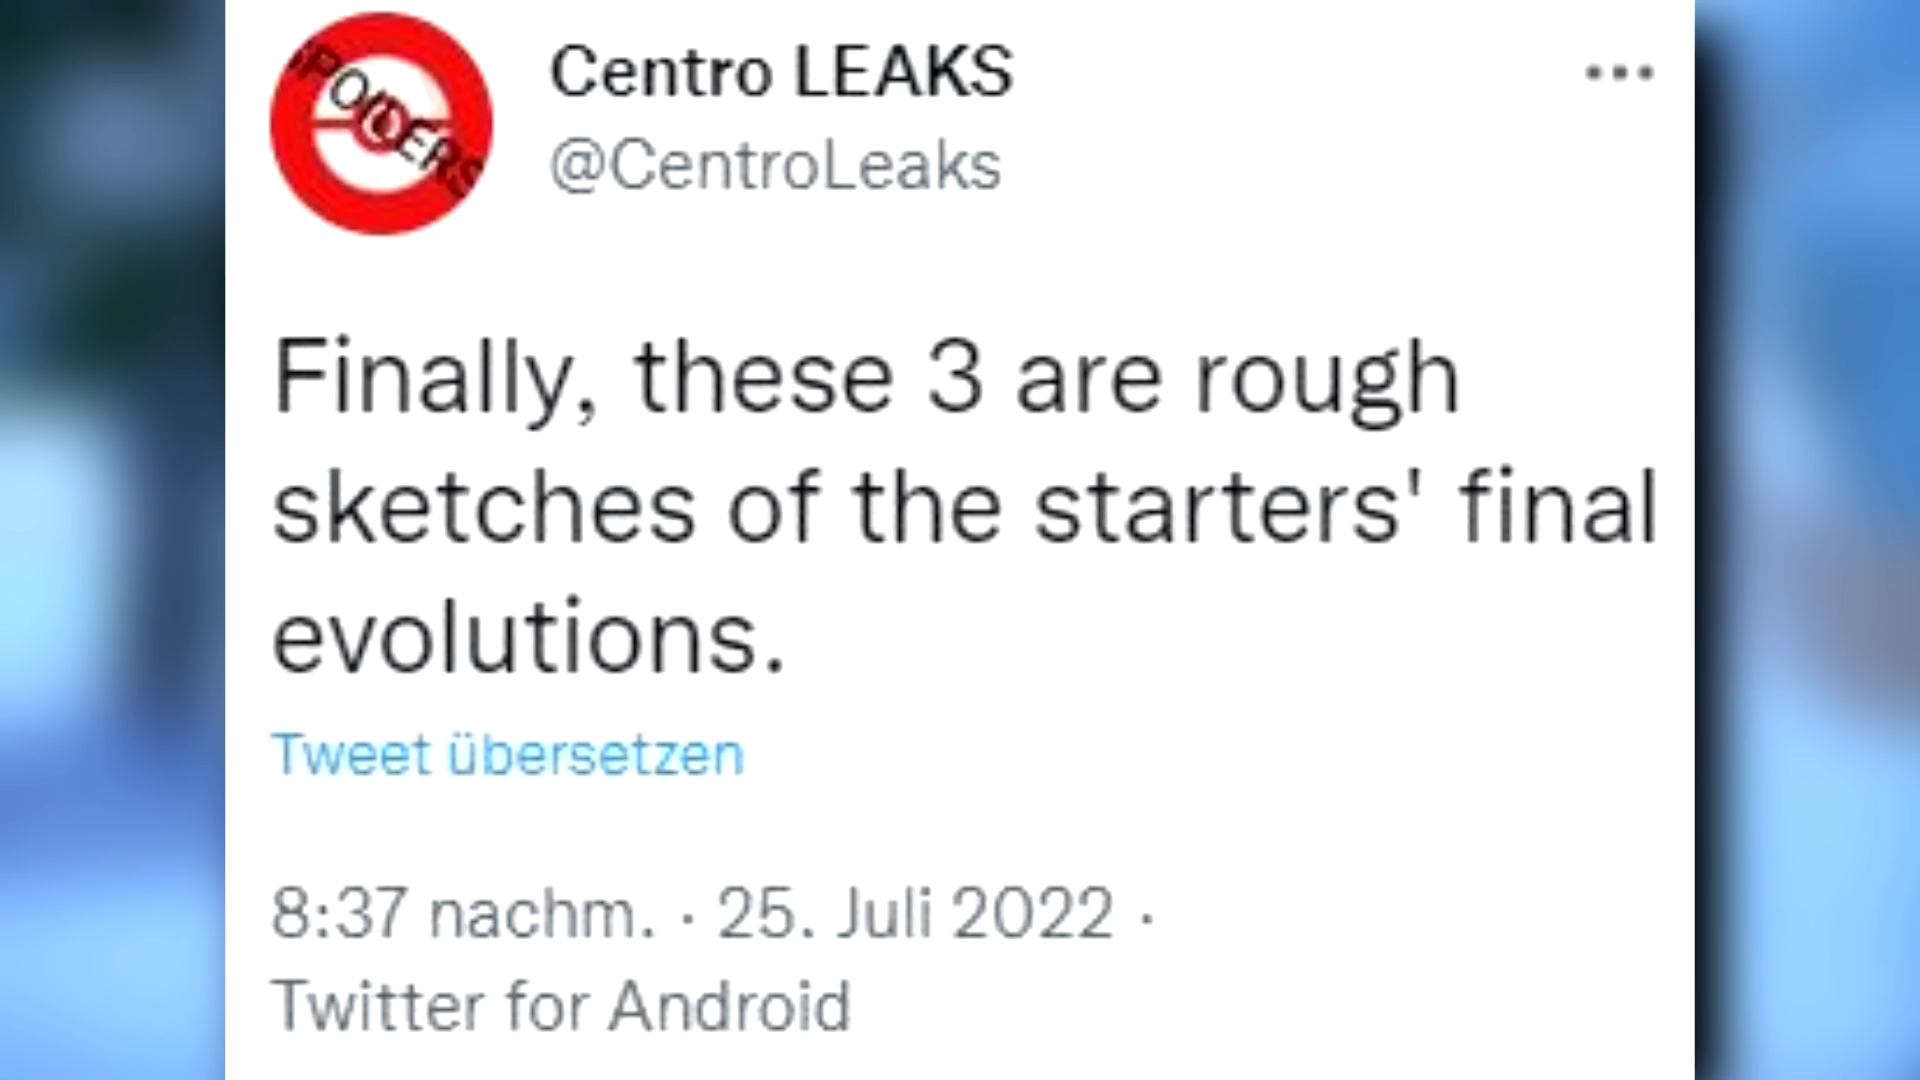 Centro LEAKS
@CentroLeaks
Finally, these 3 are rough
sketches of the starters' final
evolutions.
Tweet übersetzen
8:37 nachm. · 25. Juli 2022 ·
Twitter for Android